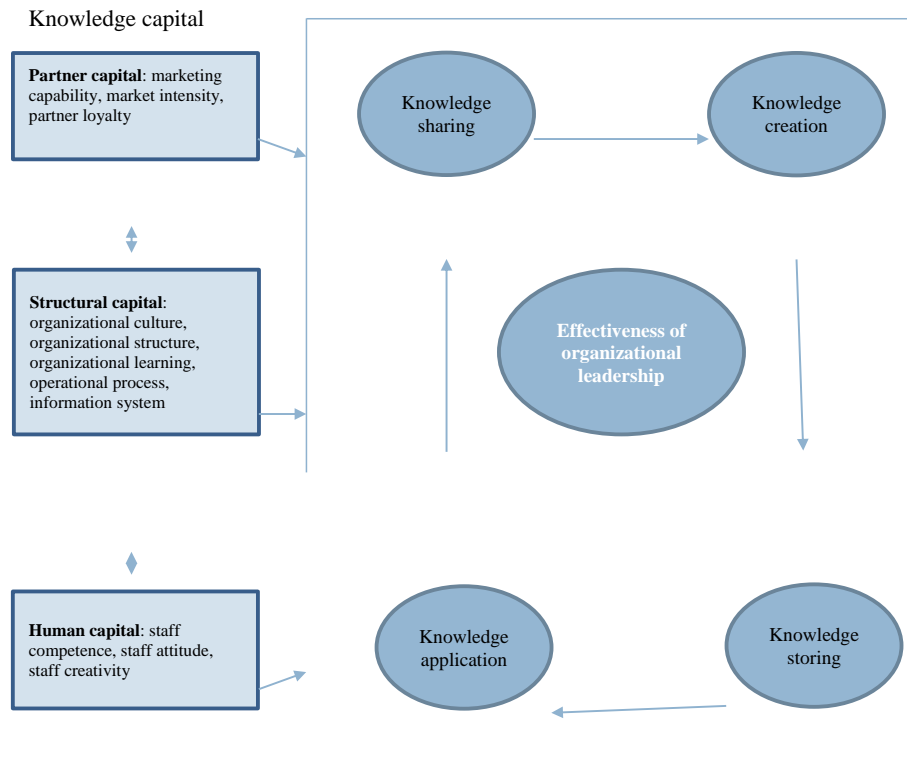 Knowledge capital
Partner capital: marketing
capability, market intensity,
partner loyalty
Knowledge
sharing
Knowledge
creation
Structural capital:
organizational culture,
organizational structure,
organizational learning,
operational process,
information system
Effectiveness of
organizational
leadership
Human capital: staff
competence, staff attitude,
staff creativity
Knowledge
application
Knowledge
storing